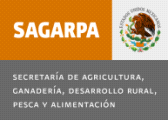 SAGARPA
SECRETARÍA DE AGRICULTURA,
GANADERÍA, DESARROLLO RURAL,
PESCA Y ALIMENTACIÓN